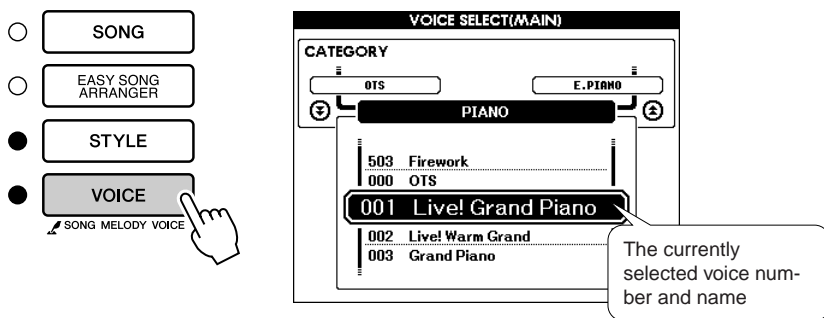 SONG
EASY SONG
ARRANGER
STYLE
VOICE
SONG MELODY VOICE
VOICE SELECT(MAIN)
CATEGORY
OTS
E.PIANO
PIANO
503 Firework
000 OTS
001 Live! Grand Piano
002 Live! Warm Grand
003 Grand Piano
The currently
selected voice num-
ber and name